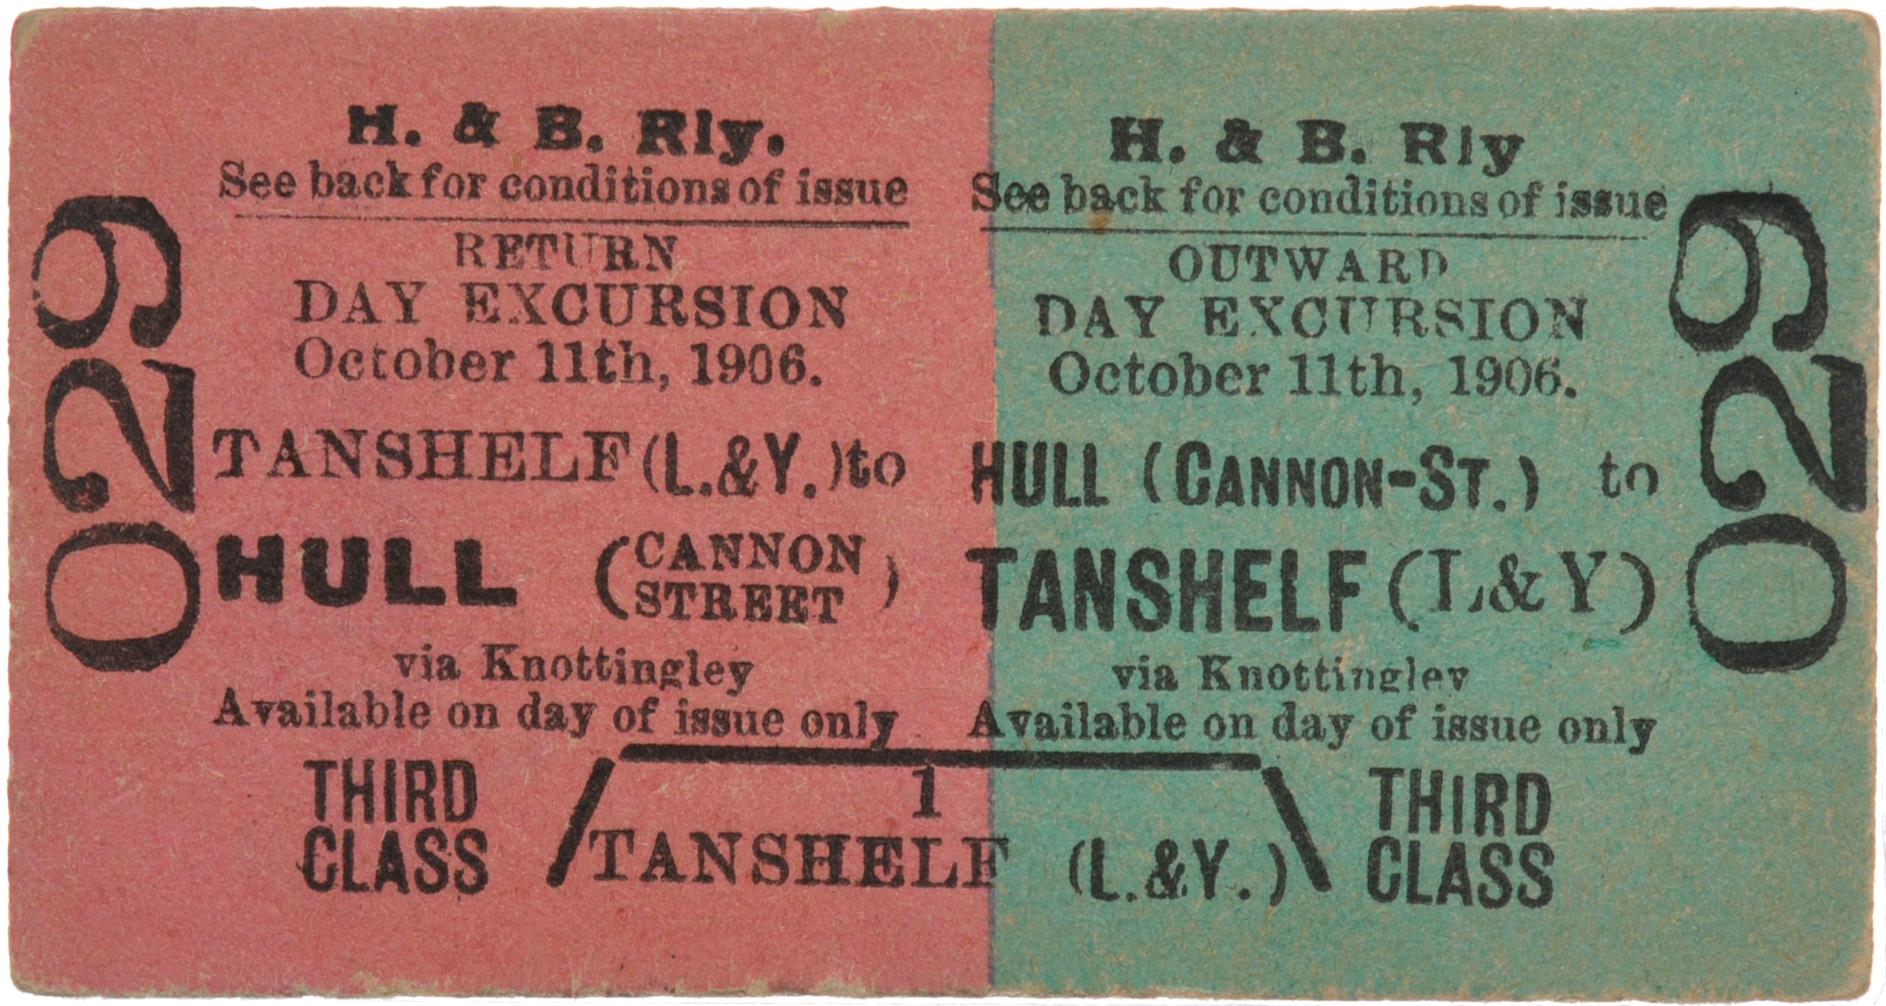 029
H. & B. Rly.
See back for conditions of issue
RETURN
DAY EXCURSION
October 11th, 1906.
TANSHELF (L.&Y.) to
HULL (CANNON STREET)
via Knottingley
Available on day of issue only
THIRD
CLASS
H. & B. Rly
See back for conditions of issue
OUTWARD
DAY EXCURSION
October 11th, 1906.
HULL (CANNON-ST.) to
TANSHELF (L&Y)
via Knottingley
Available on day of issue only
1
TANSHELF (L.&Y.)
THIRD
CLASS
029